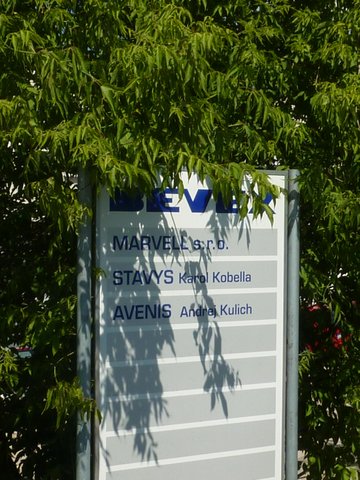 MARVELL s.r.o.
STAVYS Karol Kobella
AVENIS Andrej Kulich